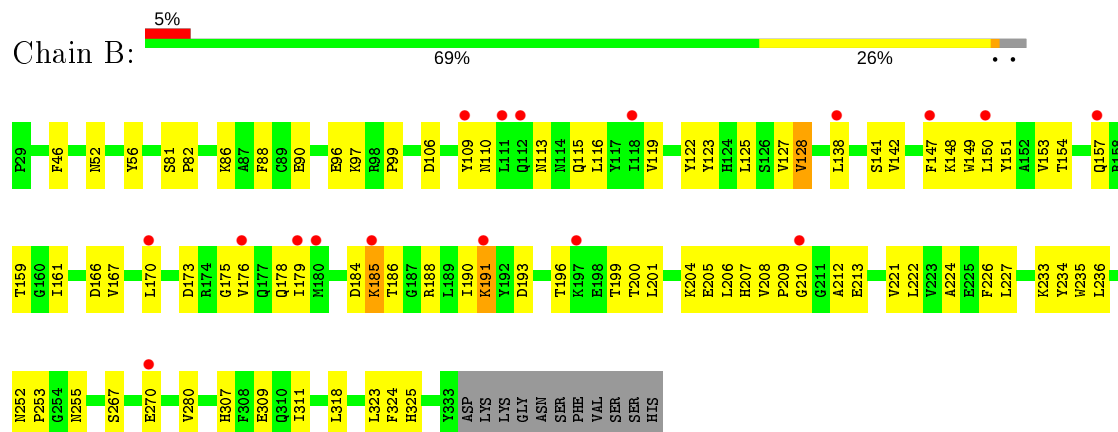 5%
Chain B:
69%
26%
P29 F46 N52 Y56 S81 P82 K86 A87 F88 C89 E90 E96 K97 R98 P99 D106 Y109 N110 L111 Q112 N113 N114 Q115 L116 Y117 I118 V119 Y122 Y123 H124 L125 S126 V127 V128 L138 S141 V142 F147 K148 W149 L150 Y151 A152 V153 T154 Q157 R158
T159 G160 I161 D166 V167 L170 D173 R174 G175 V176 Q177 Q178 I179 M180 D184 K185 T186 G187 R188 L189 I190 K191 Y192 D193 T196 K197 E198 T199 T200 L201 K204 E205 L206 H207 V208 P209 G210 G211 A212 E213 V221 L222 V223 A224 E225 F226 L227 K233 Y234 W235 L236
N252 P253 G254 N255 S267 E270 V280 H307 F308 E309 Q310 I311 L318 L323 F324 H325 Y333 ASP LYS LYS GLY ASN SER PHE VAL SER SER HIS